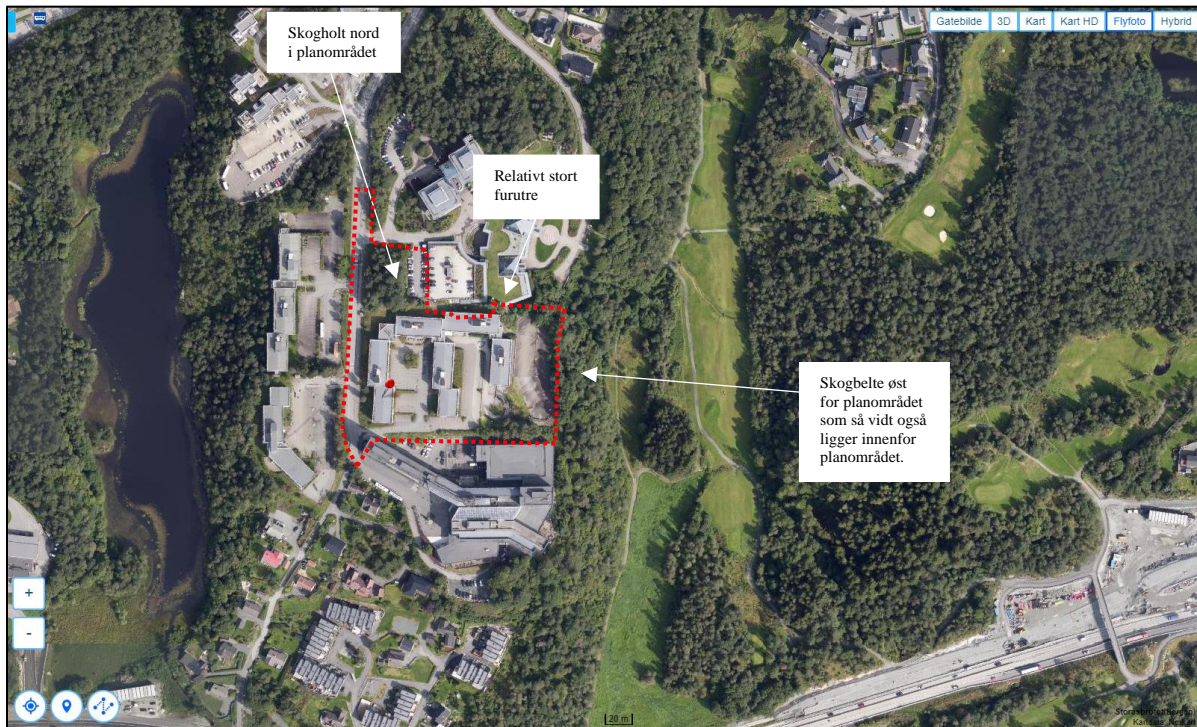 Skogholt nord
i planområdet
Gatebilde 3D Kart Kart HD Flyfoto Hybrid
Relativt stort
furutre
Skogbelte øst
for planområdet
som så vidt også
ligger innenfor
planområdet.
+
-
20 m